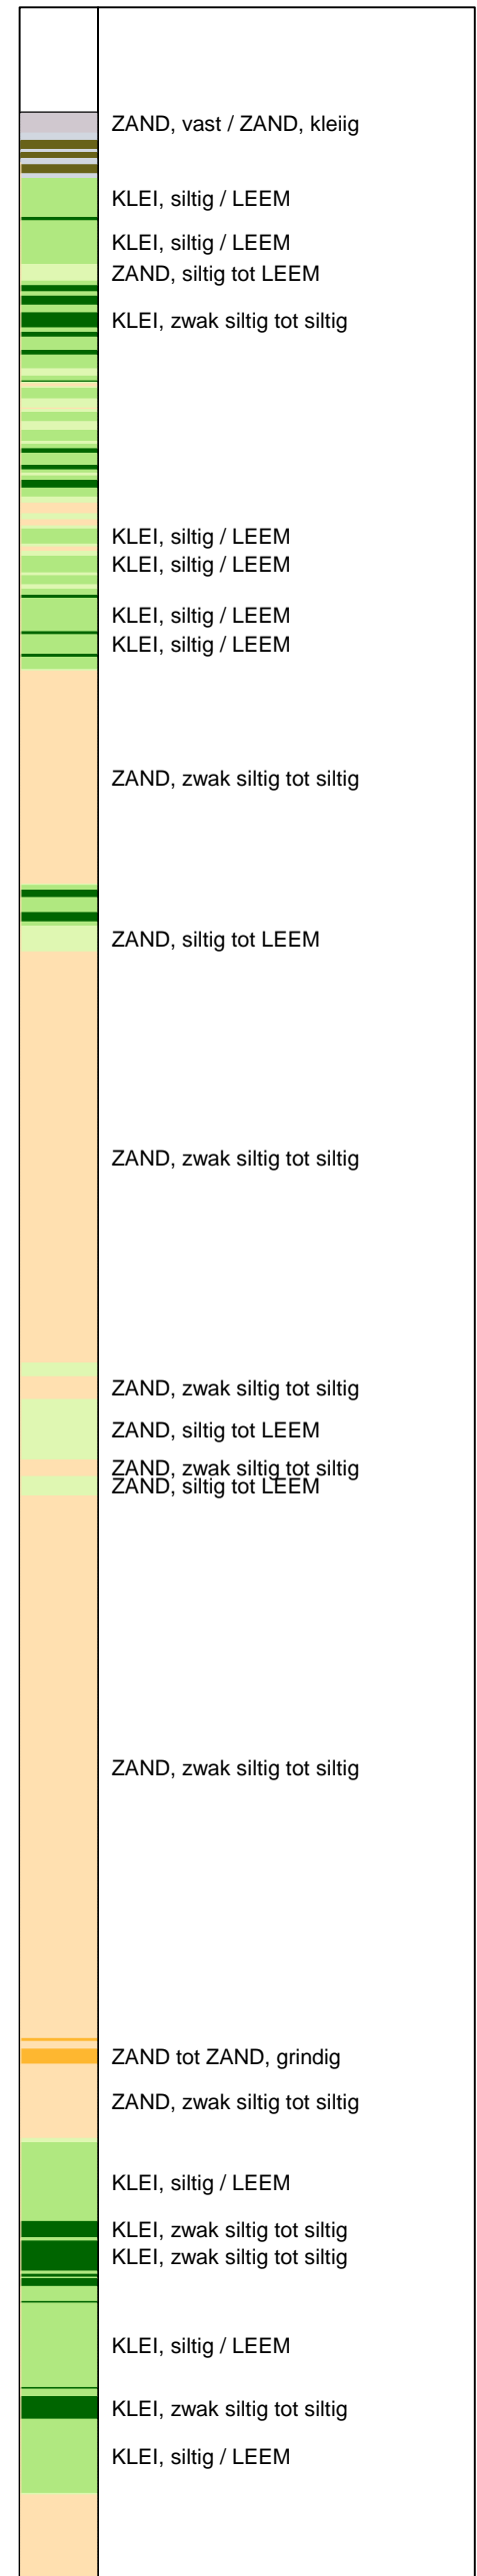 ZAND, vast / ZAND, kleiig
KLEI, siltig / LEEM
KLEI, siltig / LEEM
ZAND, siltig tot LEEM
KLEI, zwak siltig tot siltig
KLEI, siltig / LEEM
KLEI, siltig / LEEM
KLEI, siltig / LEEM
KLEI, siltig / LEEM
ZAND, zwak siltig tot siltig
ZAND, siltig tot LEEM
ZAND, zwak siltig tot siltig
ZAND, zwak siltig tot siltig
ZAND, siltig tot LEEM
ZAND, zwak siltig tot siltig
ZAND, siltig tot LEEM
ZAND, zwak siltig tot siltig
ZAND tot ZAND, grindig
ZAND, zwak siltig tot siltig
KLEI, siltig / LEEM
KLEI, zwak siltig tot siltig
KLEI, zwak siltig tot siltig
KLEI, siltig / LEEM
KLEI, zwak siltig tot siltig
KLEI, siltig / LEEM